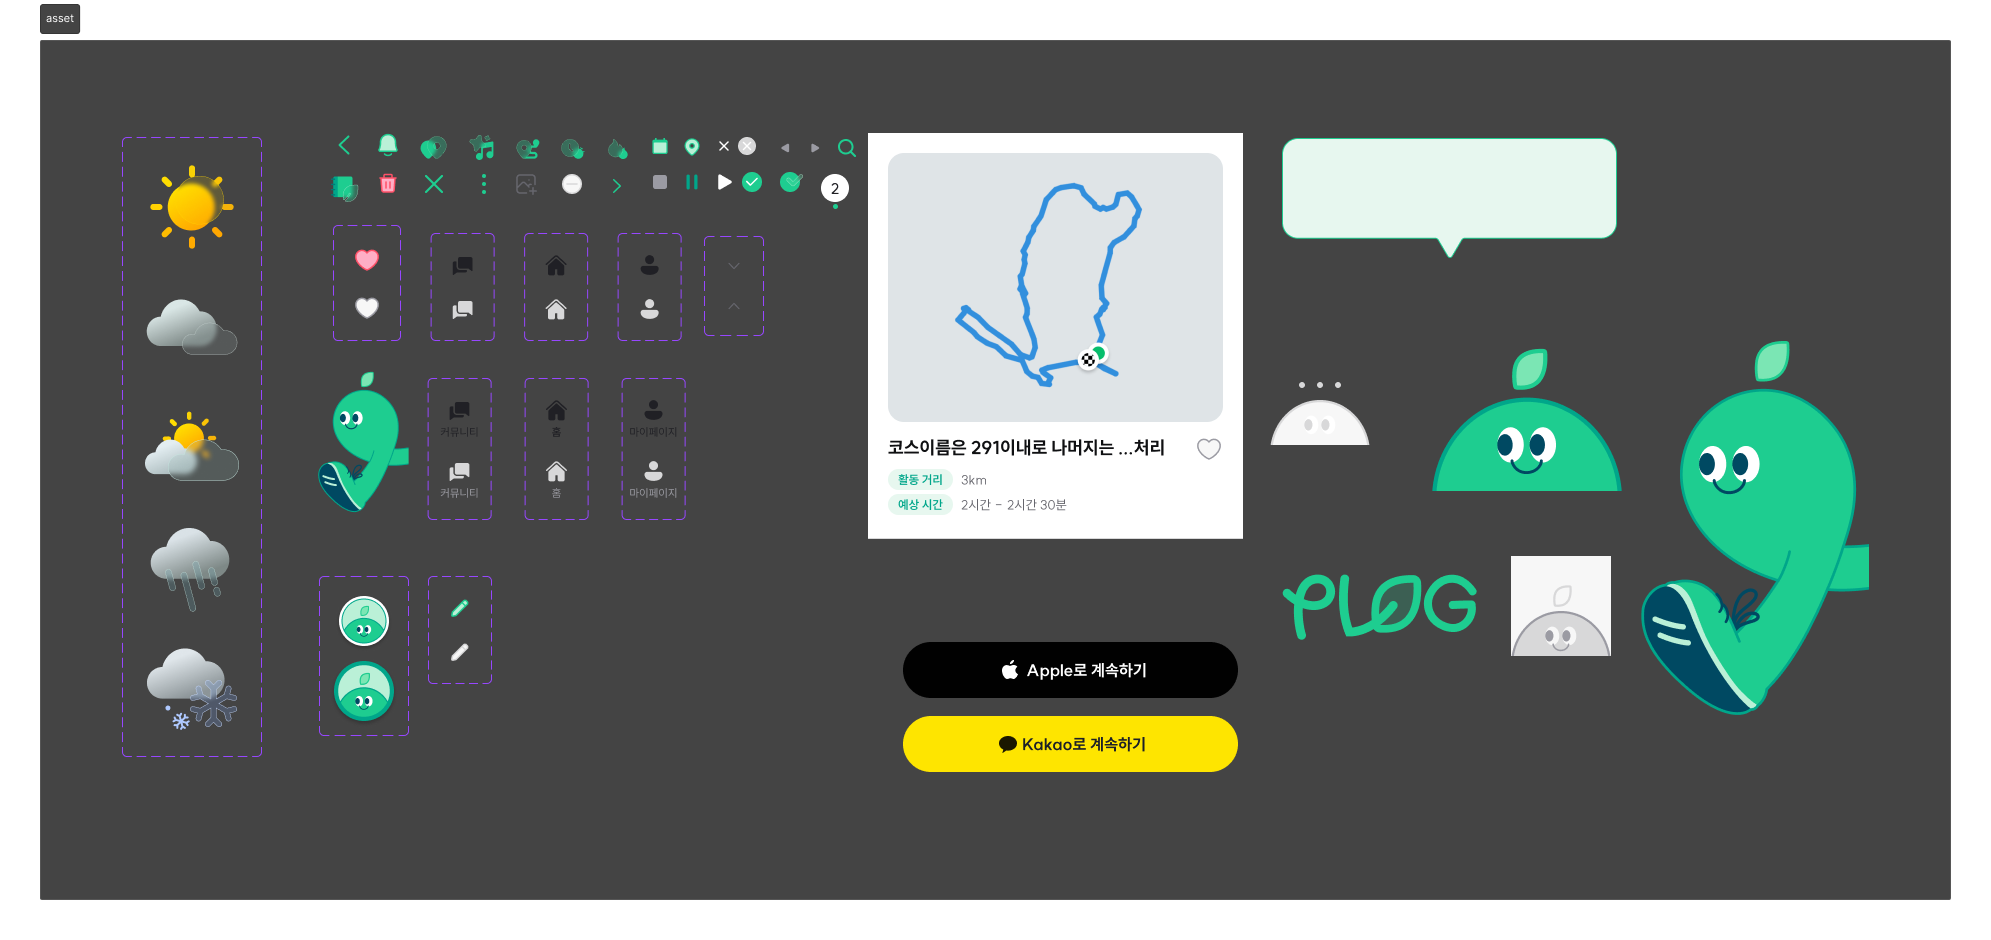 asset
2
커뮤니티
홈
마이페이지
커뮤니티
홈
마이페이지
코스이름은 291이내로 나머지는 ...처리
활동 거리 3km
예상 시간 2시간 - 2시간 30분
PLOG
Apple로 계속하기
Kakao로 계속하기